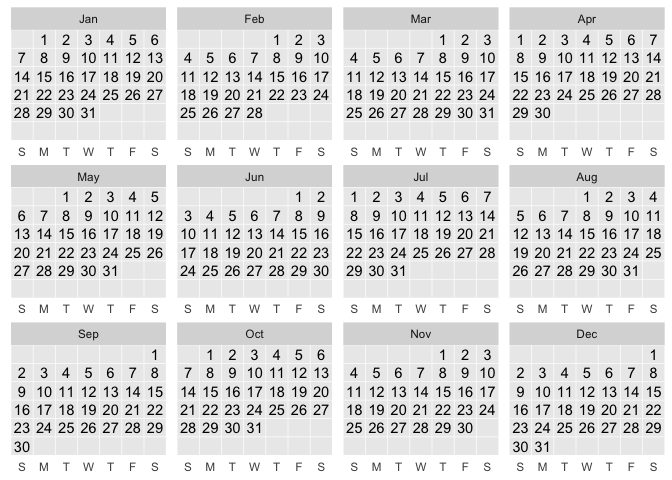 Jan
1 2 3 4 5 6
7 8 9 10 11 12 13
14 15 16 17 18 19 20
21 22 23 24 25 26 27
28 29 30 31
S M T W T F S
Feb
1 2 3
4 5 6 7 8 9 10
11 12 13 14 15 16 17
18 19 20 21 22 23 24
25 26 27 28
S M T W T F S
Mar
1 2 3
4 5 6 7 8 9 10
11 12 13 14 15 16 17
18 19 20 21 22 23 24
25 26 27 28 29 30 31
S M T W T F S
Apr
1 2 3 4 5 6 7
8 9 10 11 12 13 14
15 16 17 18 19 20 21
22 23 24 25 26 27 28
29 30
S M T W T F S
May
1 2 3 4 5
6 7 8 9 10 11 12
13 14 15 16 17 18 19
20 21 22 23 24 25 26
27 28 29 30 31
S M T W T F S
Jun
1 2
3 4 5 6 7 8 9
10 11 12 13 14 15 16
17 18 19 20 21 22 23
24 25 26 27 28 29 30
S M T W T F S
Jul
1 2 3 4 5 6 7
8 9 10 11 12 13 14
15 16 17 18 19 20 21
22 23 24 25 26 27 28
29 30 31
S M T W T F S
Aug
1 2 3 4
5 6 7 8 9 10 11
12 13 14 15 16 17 18
19 20 21 22 23 24 25
26 27 28 29 30 31
S M T W T F S
Sep
1
2 3 4 5 6 7 8
9 10 11 12 13 14 15
16 17 18 19 20 21 22
23 24 25 26 27 28 29
30
S M T W T F S
Oct
1 2 3 4 5 6
7 8 9 10 11 12 13
14 15 16 17 18 19 20
21 22 23 24 25 26 27
28 29 30 31
S M T W T F S
Nov
1 2 3
4 5 6 7 8 9 10
11 12 13 14 15 16 17
18 19 20 21 22 23 24
25 26 27 28 29 30
S M T W T F S
Dec
1
2 3 4 5 6 7 8
9 10 11 12 13 14 15
16 17 18 19 20 21 22
23 24 25 26 27 28 29
30 31
S M T W T F S